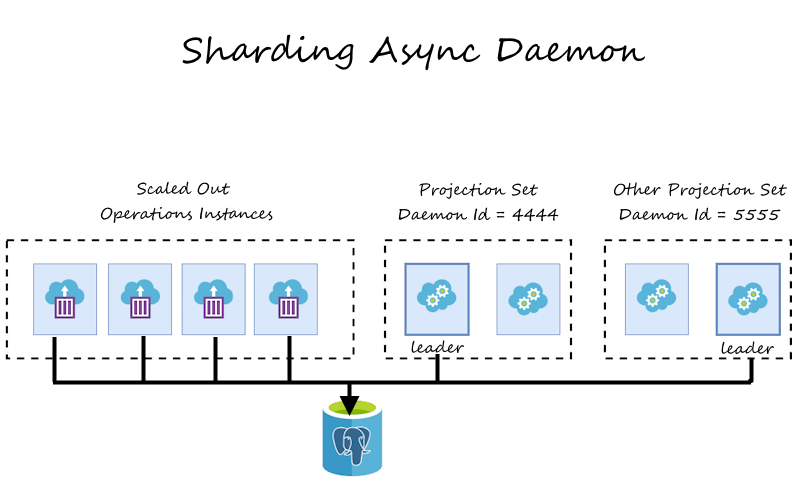 Sharding Async Daemon
Scaled Out
Operations Instances
Projection Set
Daemon Id = 4444
Other Projection Set
Daemon Id = 5555
leader
leader